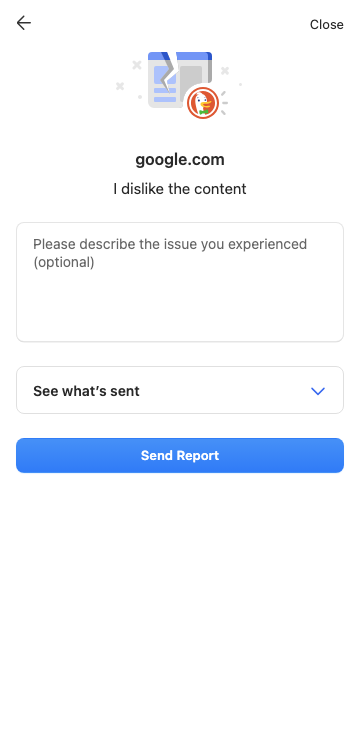 Close
google.com
I dislike the content
Please describe the issue you experienced
(optional)
See what's sent
Send Report